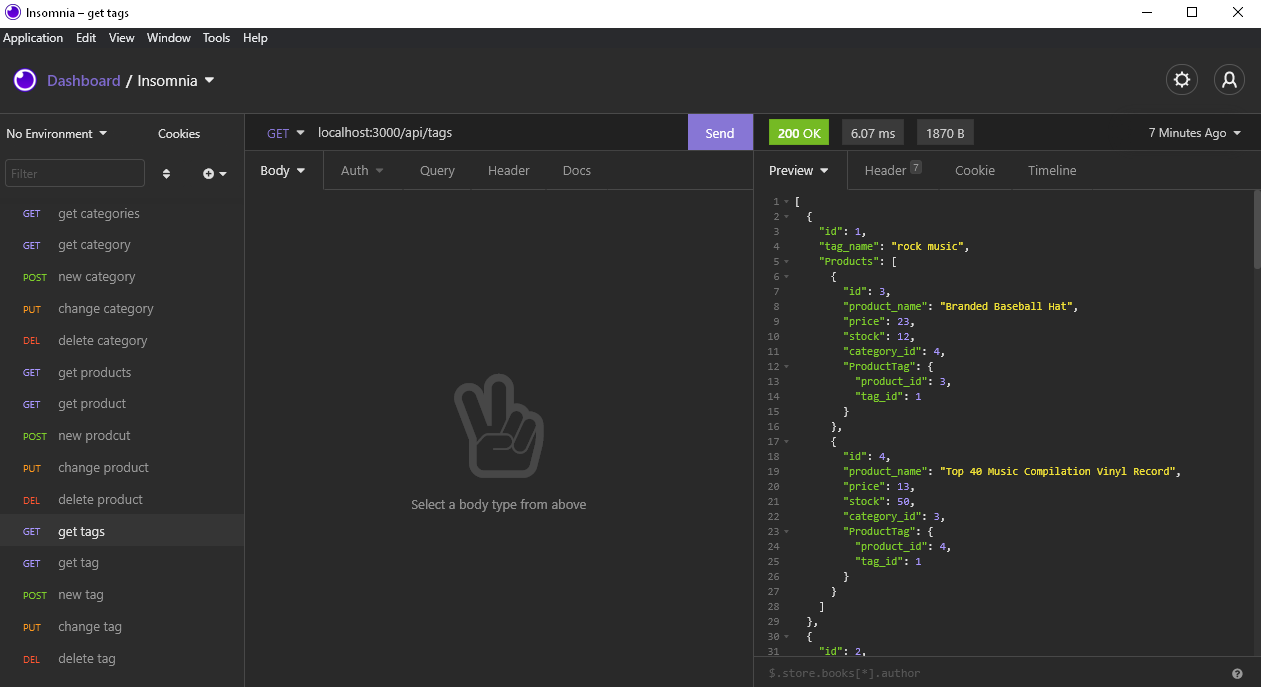 Insomnia – get tags
Application Edit View Window Tools Help
Dashboard / Insomnia
No Environment Cookies
Filter
GET get categories
GET get category
POST new category
PUT change category
DEL delete category
GET get products
GET get product
POST new prodcut
PUT change product
DEL delete product
GET get tags
GET get tag
POST new tag
PUT change tag
DEL delete tag
GET localhost:3000/api/tags Send
Body Auth Query Header Docs
Select a body type from above
200 OK 6.07 ms 1870 B 7 Minutes Ago
Preview Header 7 Cookie Timeline
1 [
2 {
3 "id": 1,
4 "tag_name": "rock music",
5 "Products": [
6 {
7 "id": 3,
8 "product_name": "Branded Baseball Hat",
9 "price": 23,
10 "stock": 12,
11 "category_id": 4,
12 "ProductTag": {
13 "product_id": 3,
14 "tag_id": 1
15 }
16 },
17 {
18 "id": 4,
19 "product_name": "Top 40 Music Compilation Vinyl Record",
20 "price": 13,
21 "stock": 50,
22 "category_id": 3,
23 "ProductTag": {
24 "product_id": 4,
25 "tag_id": 1
26 }
27 }
28 ]
29 },
30 {
31 "id": 2,
$.store.books[*].author